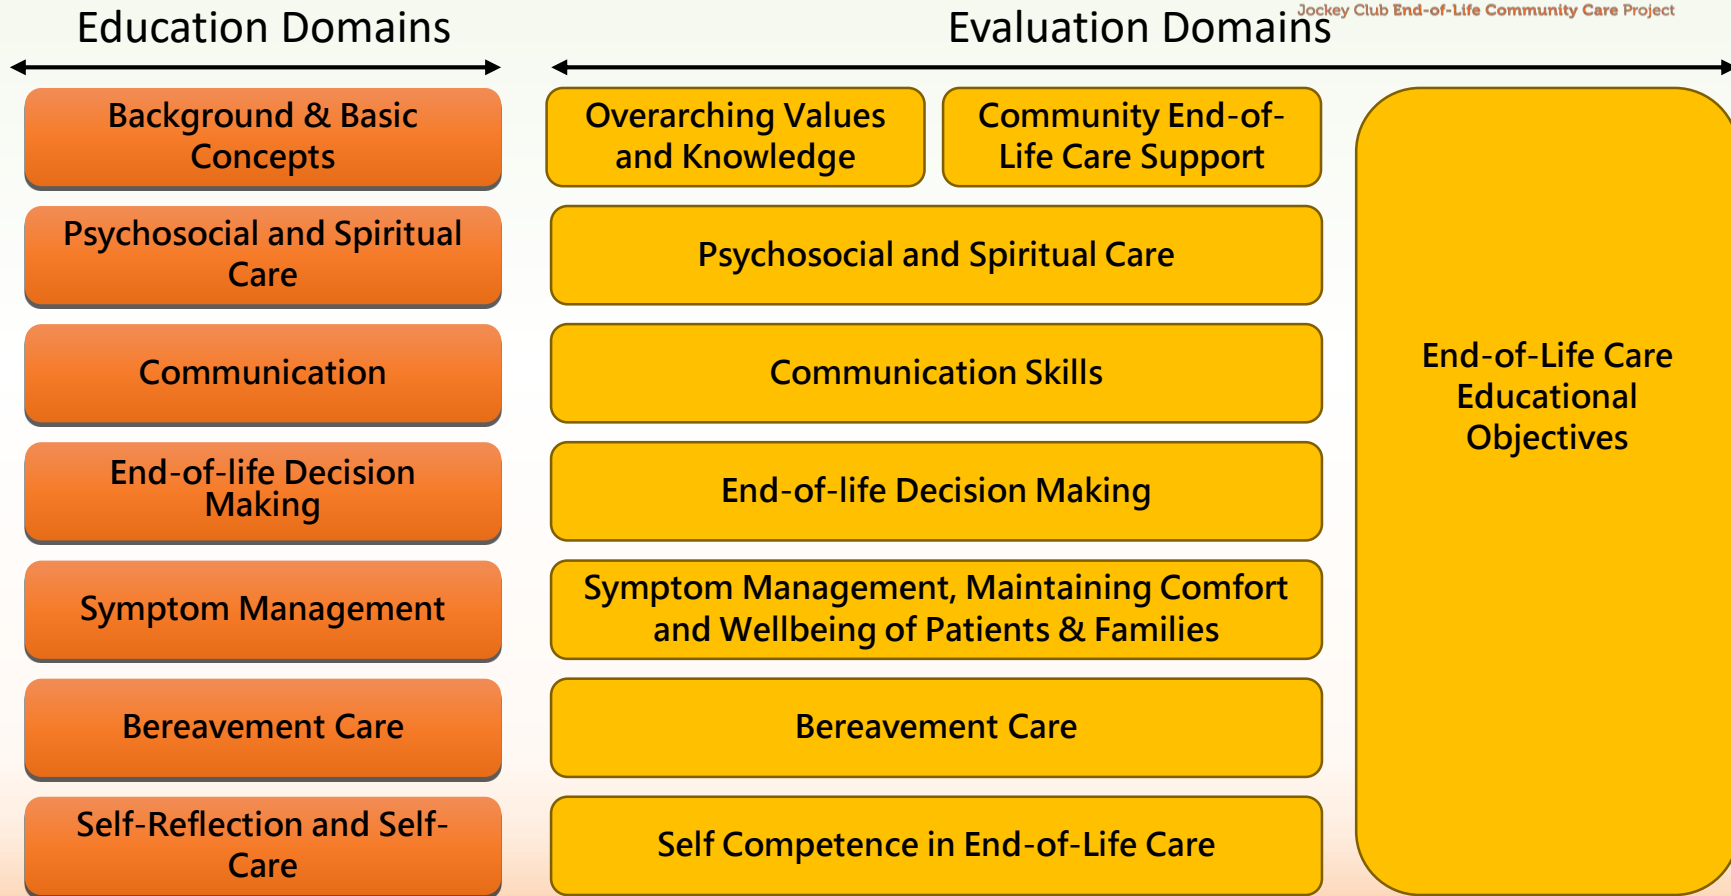 Jockey Club End-of-Life Community Care Project
Education Domains
Evaluation Domains
Background & Basic
Concepts
Overarching Values
and Knowledge
Community End-of-
Life Care Support
Psychosocial and Spiritual
Care
Psychosocial and Spiritual Care
Communication
Communication Skills
End-of-life Decision
Making
End-of-life Decision Making
Symptom Management
Symptom Management, Maintaining Comfort
and Wellbeing of Patients & Families
Bereavement Care
Bereavement Care
Self-Reflection and Self-
Care
Self Competence in End-of-Life Care
End-of-Life Care
Educational
Objectives